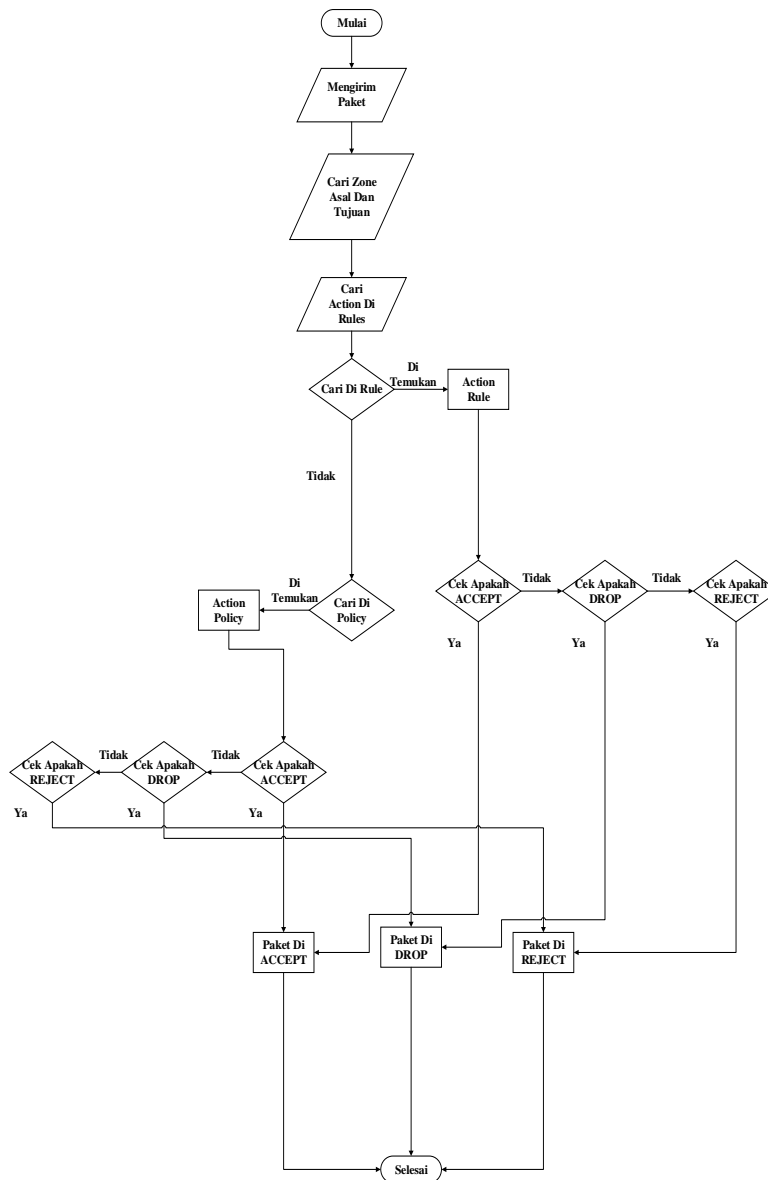 Mulai
Mengirim
Paket
Cari Zone
Asal Dan
Tujuan
Cari
Action Di
Rules
Cari Di Rule
Di
Temukan
Action
Rule
Tidak
Cek Apakah
ACCEPT
Tidak
Cek Apakah
DROP
Tidak
Cek Apakah
REJECT
Ya
Ya
Ya
Cari Di
Policy
Di
Temukan
Action
Policy
Cek Apakah
REJECT
Tidak
Cek Apakah
DROP
Tidak
Cek Apakah
ACCEPT
Ya
Ya
Ya
Paket Di
ACCEPT
Paket Di
DROP
Paket Di
REJECT
Selesai